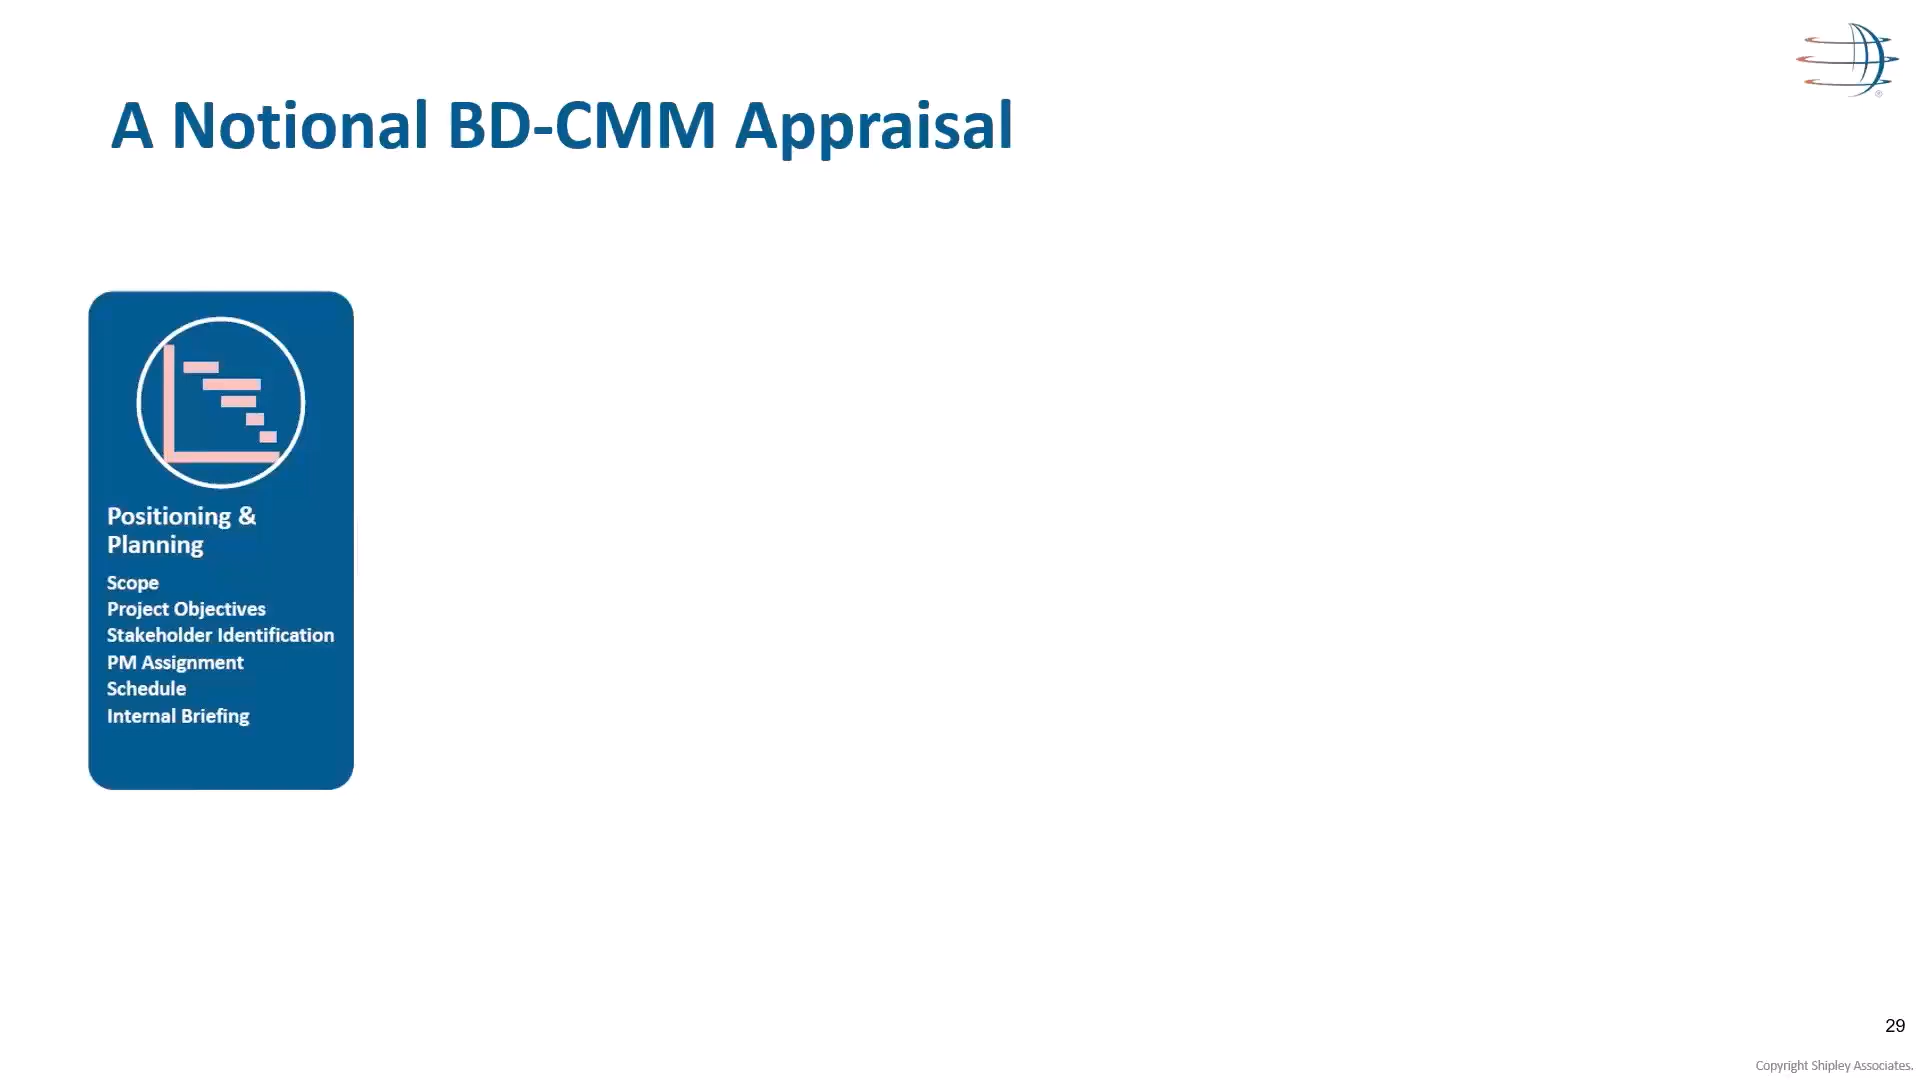 A Notional BD-CMM Appraisal
®
Positioning &
Planning
Scope
Project Objectives
Stakeholder Identification
PM Assignment
Schedule
Internal Briefing
29
Copyright Shipley Associates.